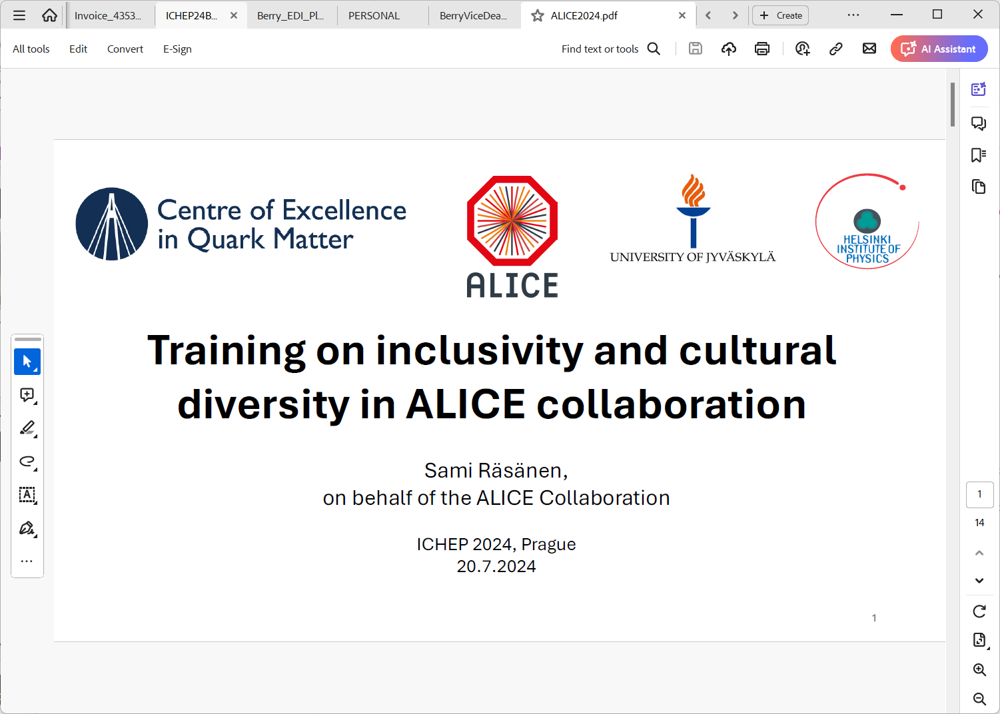 Invoice_4353...
ICHEP24B...
Berry_EDI_Pl...
PERSONAL
BerryViceDea...
ALICE2024.pdf
Create
All tools
Edit
Convert
E-Sign
Find text or tools
AI Assistant
Centre of Excellence
in Quark Matter
ALICE
UNIVERSITY OF JYVÄSKYLÄ
HELSINKI
INSTITUTE OF
PHYSICS
Training on inclusivity and cultural
diversity in ALICE collaboration
Sami Räsänen,
on behalf of the ALICE Collaboration
ICHEP 2024, Prague
20.7.2024
1
A
1
14